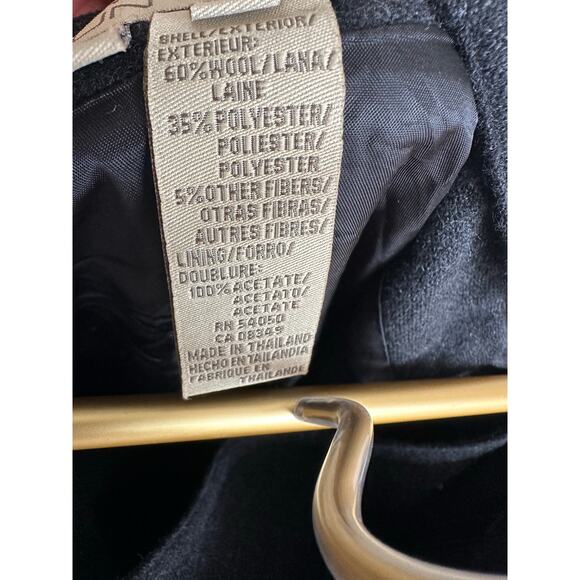 SHELL/EXTERIOR/
EXTERIEUR:
60%WOOL/LANA/
LAINE
35%POLYESTER/
POLIESTER/
POLYESTER
5%OTHER FIBERS/
OTRAS FIBRAS/
AUTRES FIBRES
LINING/FORRO/
DOUBLURE:
100%ACETATE/
ACETATO/
ACETATE
RN 54050
CA 08349
MADE IN THAILAND
HECHO EN TAILANDIA
FABRIQUE EN
THAILANDE